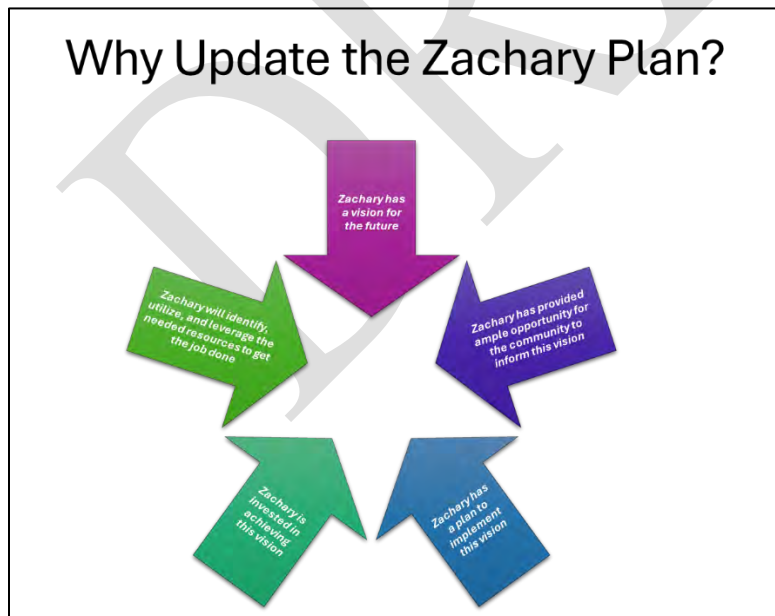 Why Update the Zachary Plan?
Zachary has
a vision for
the future
Zachary has provided
ample opportunity for
the community to
inform this vision
Zachary has
a plan to
implement
this vision
Zachary is
invested in
achieving
this vision
Zachary will identify,
utilize, and leverage the
needed resources to get
the job done